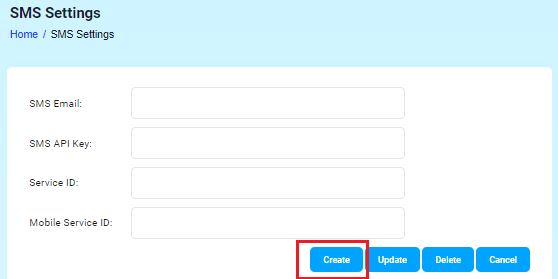 SMS Settings
Home / SMS Settings
SMS Email:
SMS API Key:
Service ID:
Mobile Service ID:
Create Update Delete Cancel